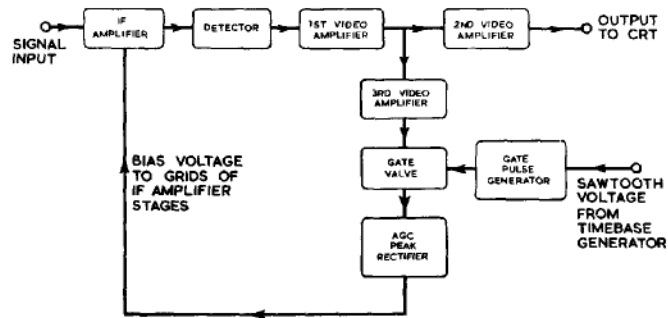 SIGNAL
INPUT
IF
AMPLIFIER
DETECTOR
1ST VIDEO
AMPLIFIER
2ND VIDEO
AMPLIFIER
OUTPUT
TO CRT
3RD VIDEO
AMPLIFIER
BIAS VOLTAGE
TO GRIDS OF
IF AMPLIFIER
STAGES
GATE
VALVE
GATE
PULSE
GENERATOR
SAWTOOTH
VOLTAGE
FROM
TIMEBASE
GENERATOR
AGC
PEAK
RECTIFIER